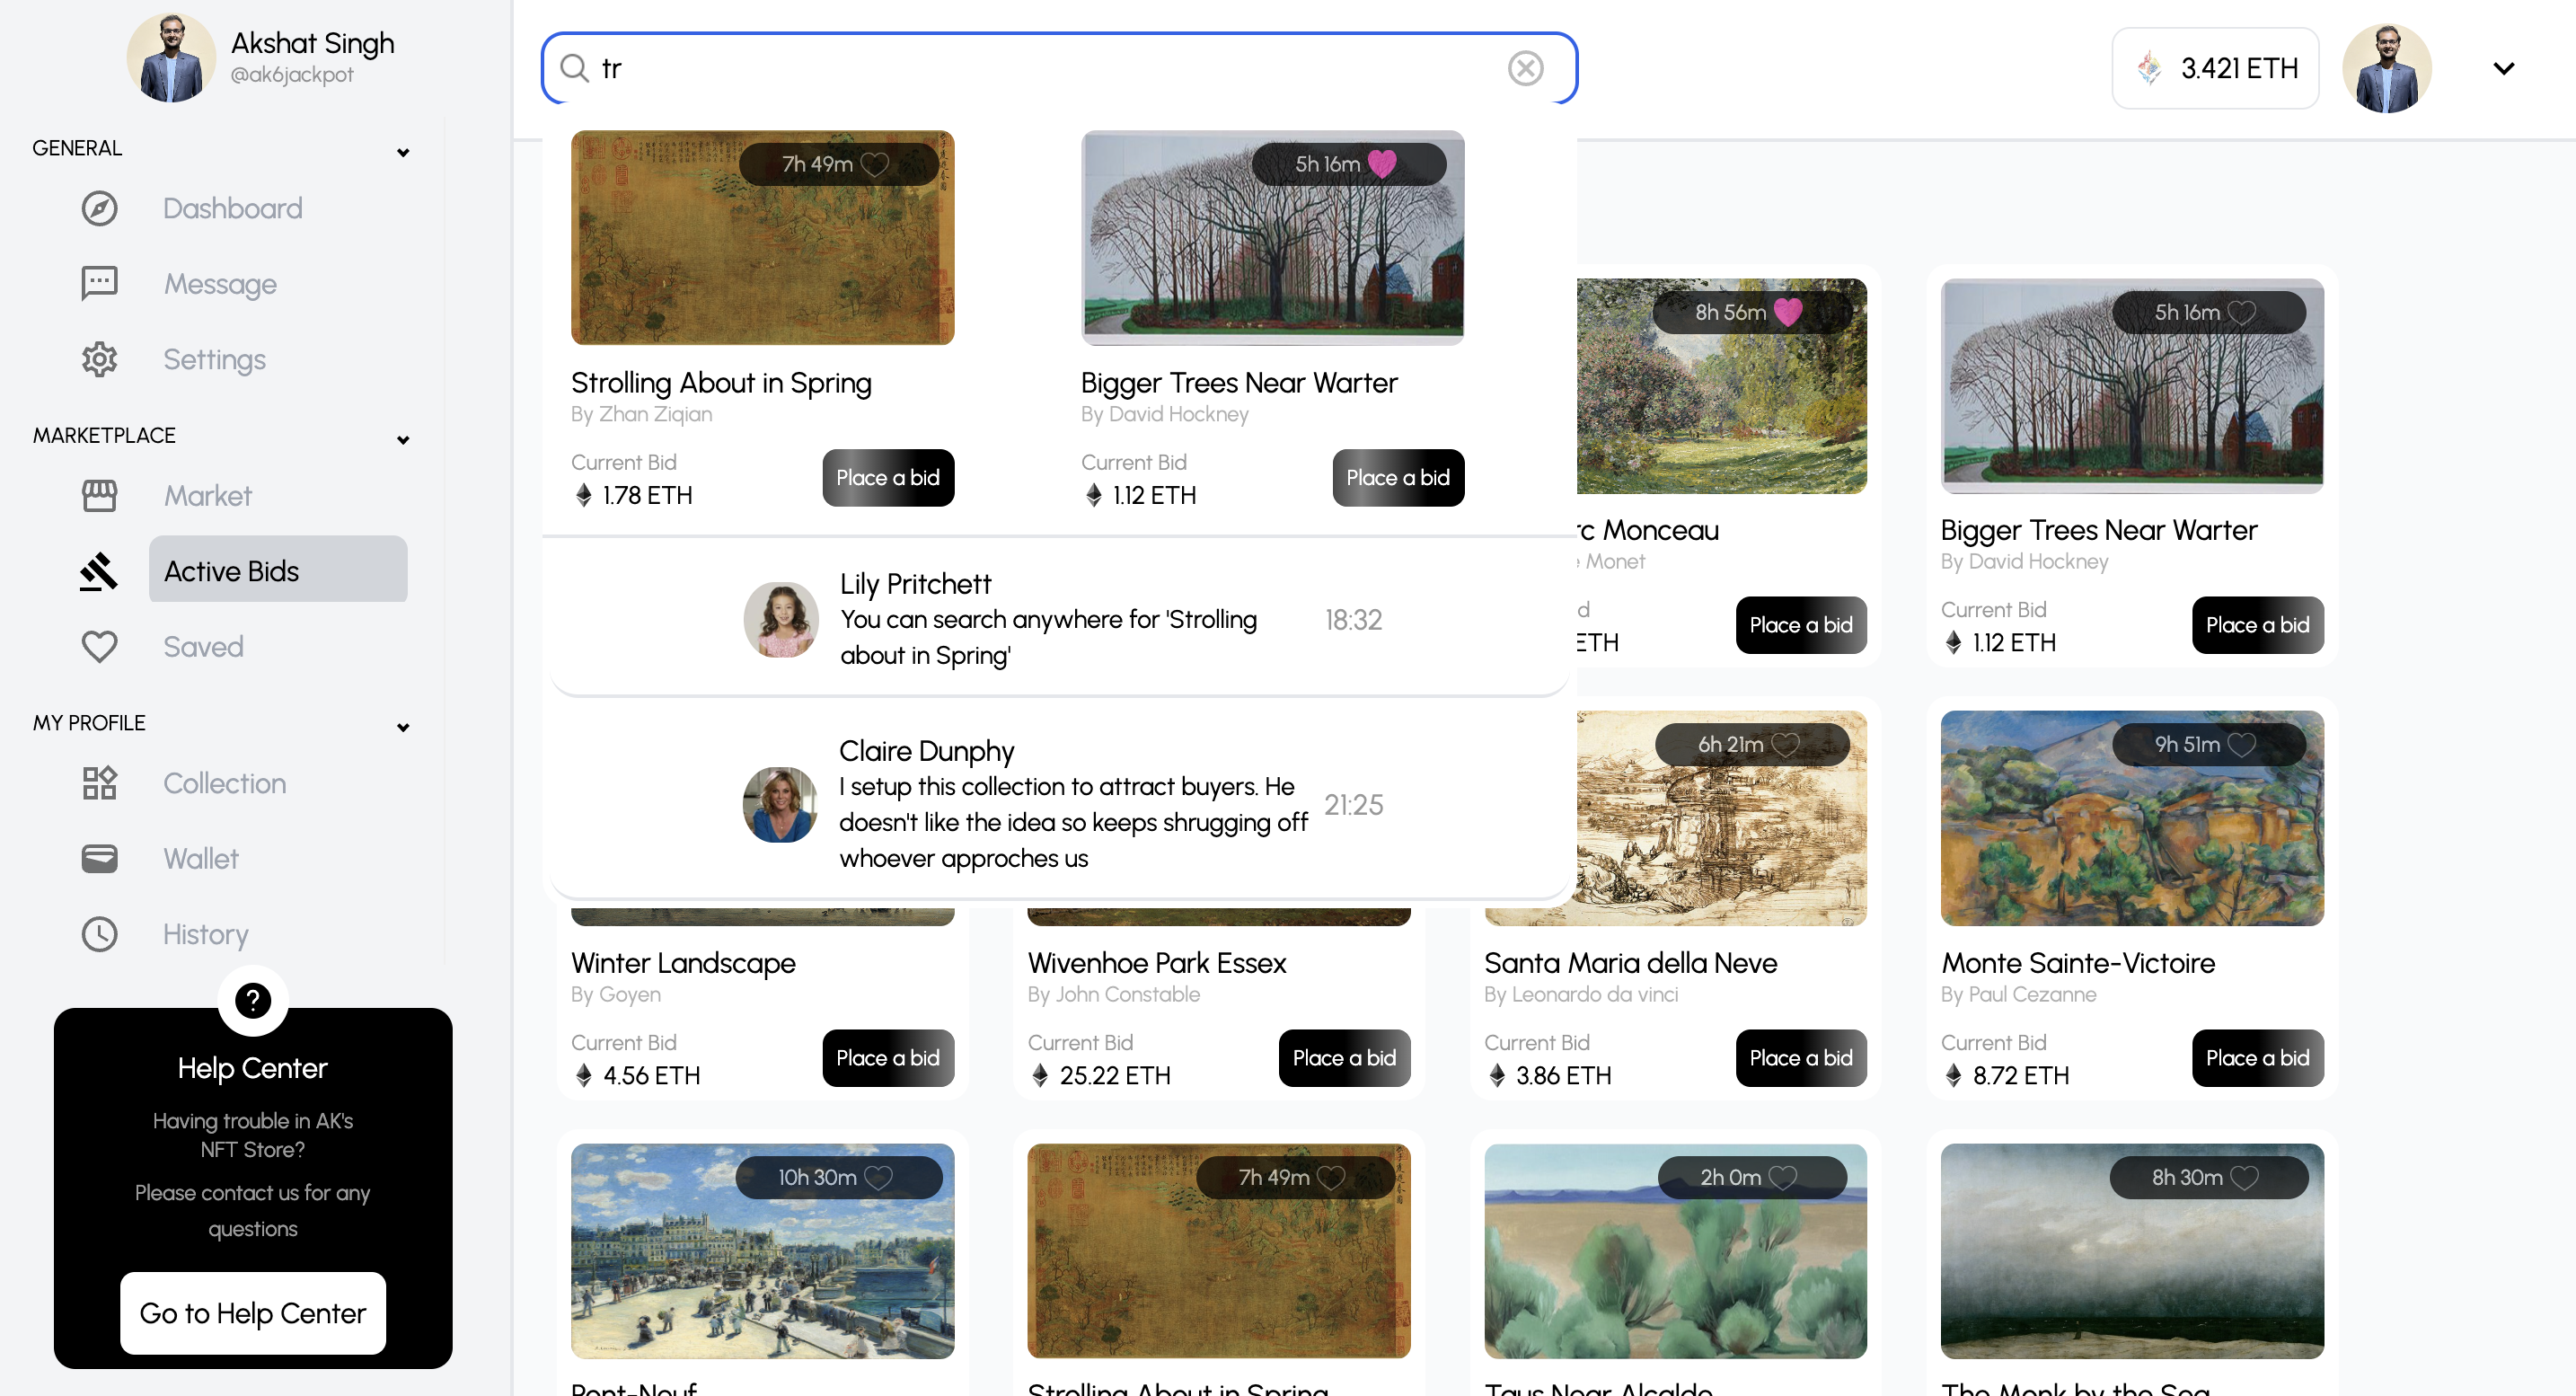 Akshat Singh
@ak6jackpot
GENERAL
Dashboard
Message
Settings
MARKETPLACE
Market
Active Bids
Saved
MY PROFILE
Collection
Wallet
History
?
Help Center
Having trouble in AK's
NFT Store?
Please contact us for any
questions
Go to Help Center
tr
3.421 ETH
7h 49m
Strolling About in Spring
By Zhan Ziqian
Current Bid
1.78 ETH
Place a bid
5h 16m
Bigger Trees Near Warter
By David Hockney
Current Bid
1.12 ETH
Place a bid
Lily Pritchett
You can search anywhere for 'Strolling
about in Spring'
18:32
Claire Dunphy
I setup this collection to attract buyers. He
doesn't like the idea so keeps shrugging off
whoever approches us
21:25
8h 56m
rc Monceau
Monet
d
ETH
Place a bid
5h 16m
Bigger Trees Near Warter
By David Hockney
Current Bid
1.12 ETH
Place a bid
Winter Landscape
By Goyen
Current Bid
4.56 ETH
Place a bid
Wivenhoe Park Essex
By John Constable
Current Bid
25.22 ETH
Place a bid
6h 21m
Santa Maria della Neve
By Leonardo da vinci
Current Bid
3.86 ETH
Place a bid
9h 51m
Monte Sainte-Victoire
By Paul Cezanne
Current Bid
8.72 ETH
Place a bid
10h 30m
Pont-Neuf
7h 49m
Strolling About in Spring
2h 0m
Taus Near Alcalde
8h 30m
The Monk by the Sea